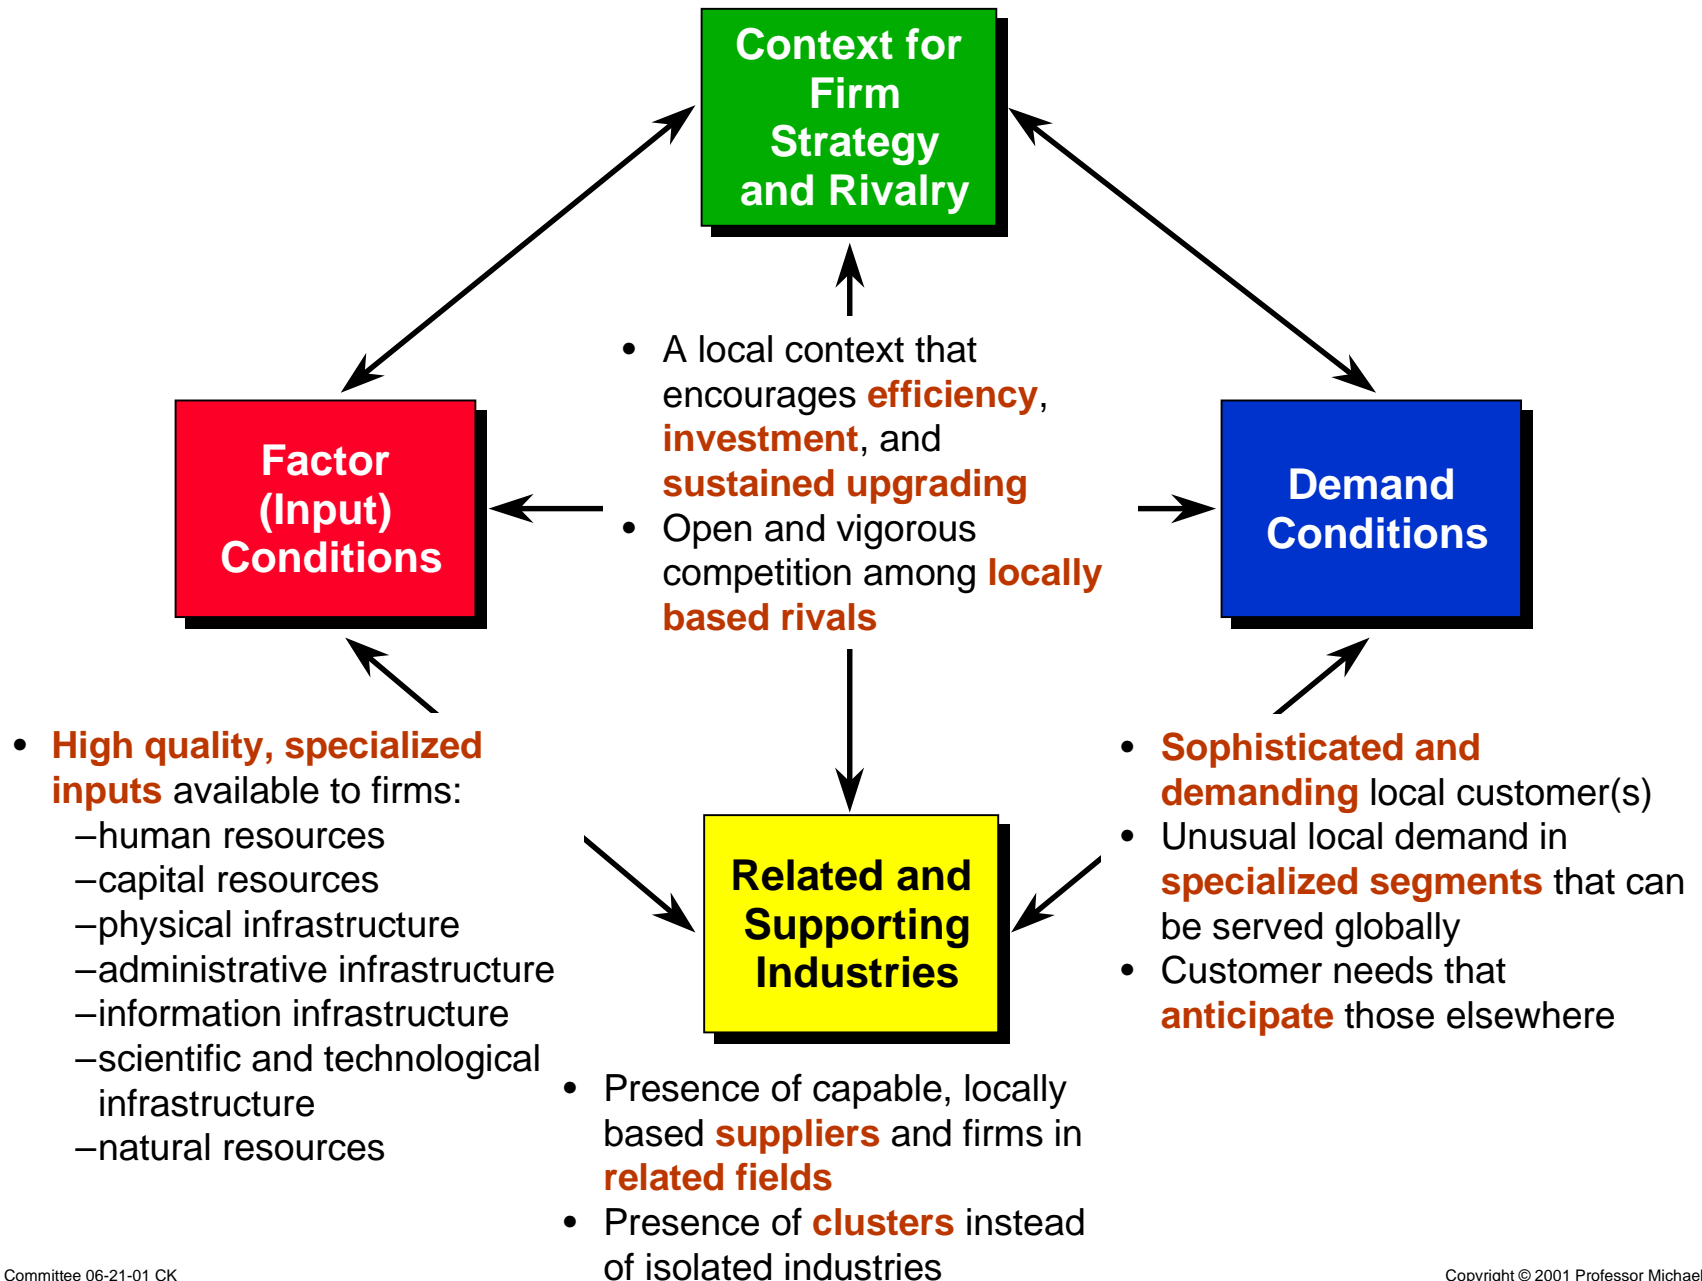 Context for
Firm
Strategy
and Rivalry
• A local context that
encourages efficiency,
investment, and
sustained upgrading
• Open and vigorous
competition among locally
based rivals
Factor
(Input)
Conditions
Demand
Conditions
• High quality, specialized
inputs available to firms:
–human resources
–capital resources
–physical infrastructure
–administrative infrastructure
–information infrastructure
–scientific and technological
infrastructure
–natural resources
Related and
Supporting
Industries
• Presence of capable, locally
based suppliers and firms in
related fields
• Presence of clusters instead
of isolated industries
• Sophisticated and
demanding local customer(s)
• Unusual local demand in
specialized segments that can
be served globally
• Customer needs that
anticipate those elsewhere
Committee 06-21-01 CK
Copyright © 2001 Professor Michael